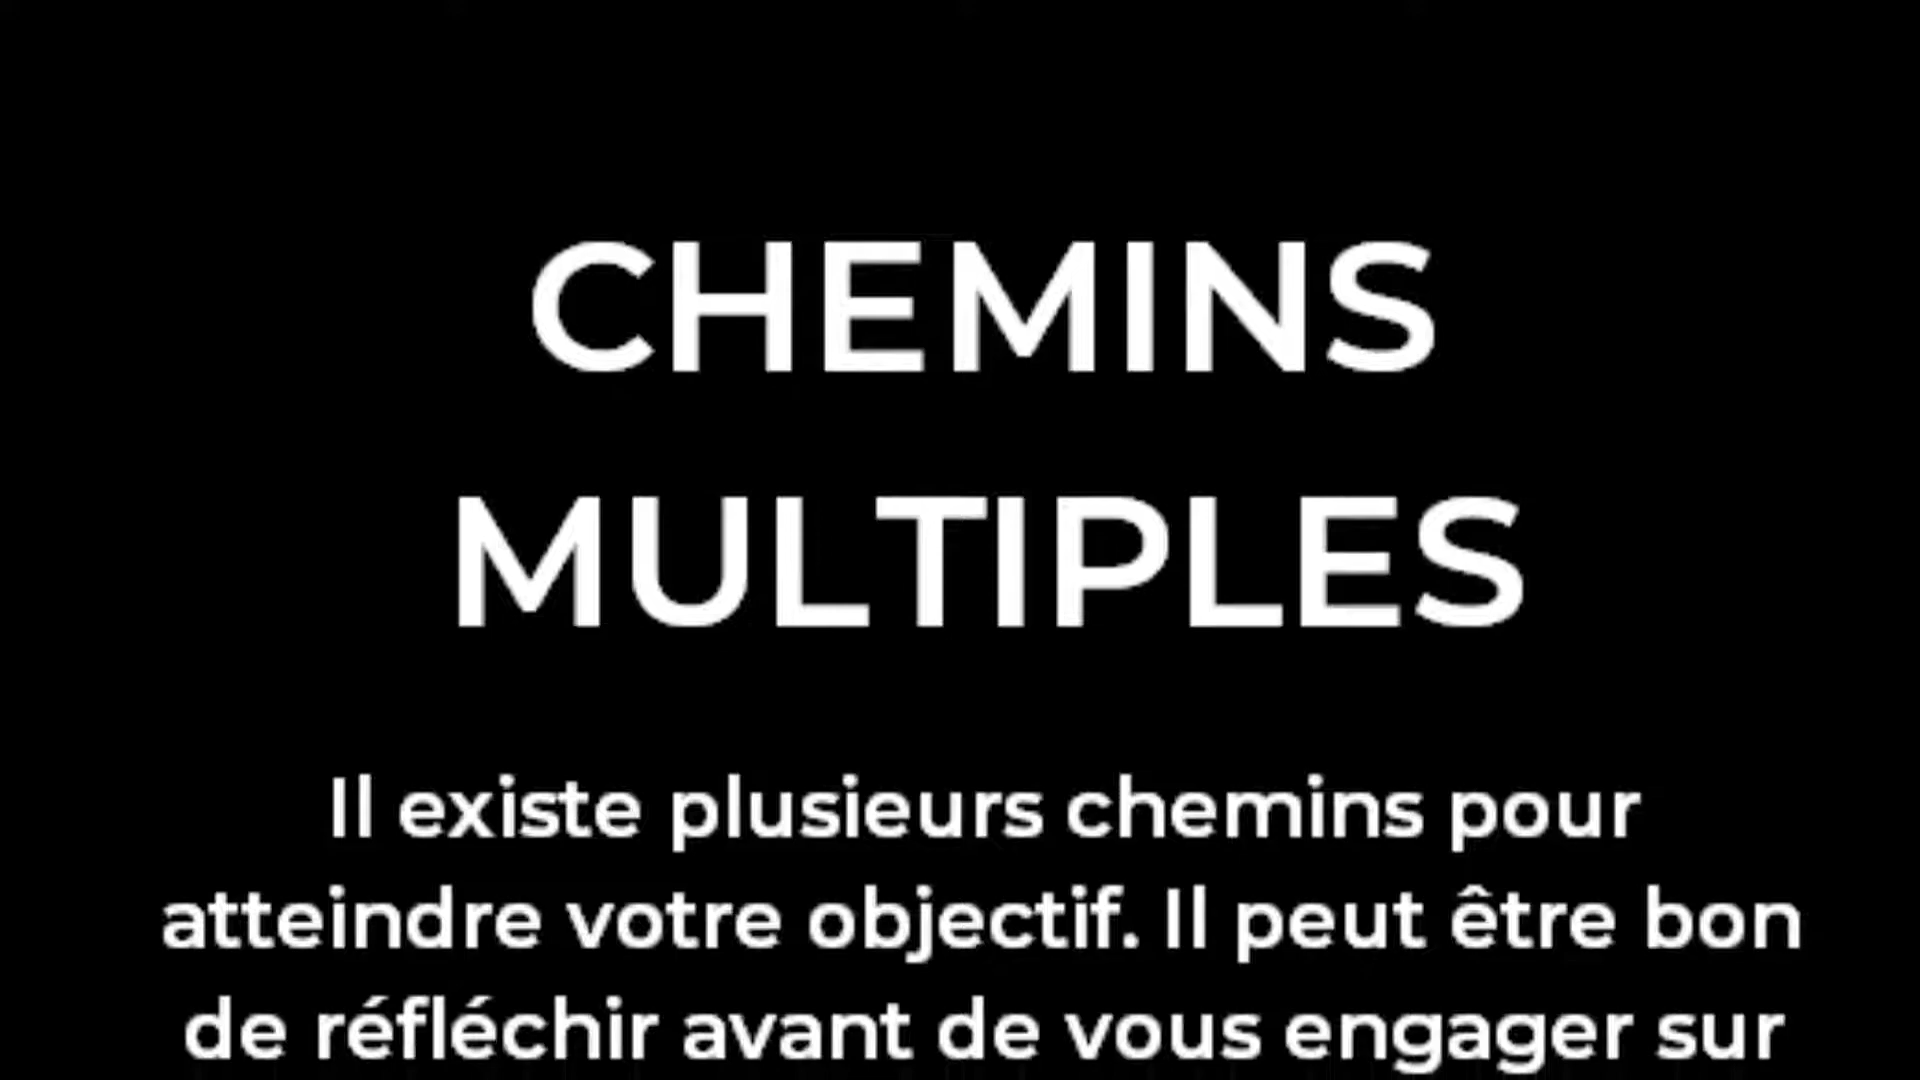 CHEMINS
MULTIPLES
Il existe plusieurs chemins pour
atteindre votre objectif. Il peut être bon
de réfléchir avant de vous engager sur